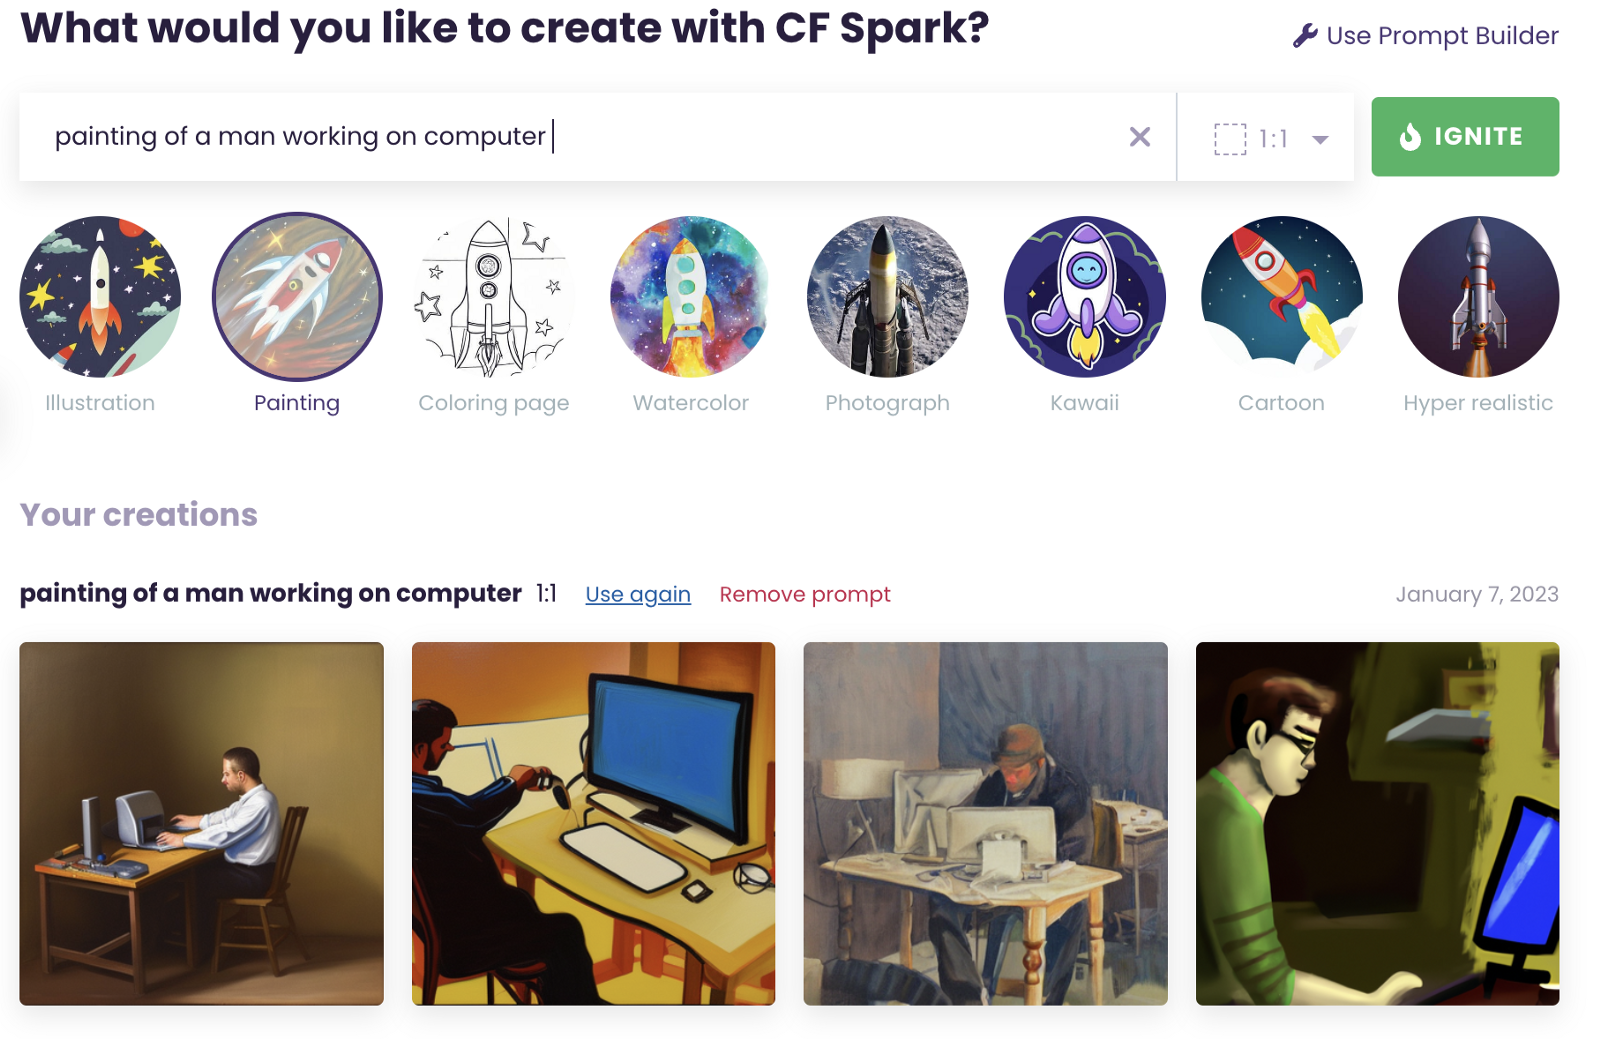 What would you like to create with CF Spark?
Use Prompt Builder
painting of a man working on computer
1:1
IGNITE
Illustration
Painting
Coloring page
Watercolor
Photograph
Kawaii
Cartoon
Hyper realistic
Your creations
painting of a man working on computer 1:1 Use again Remove prompt January 7, 2023